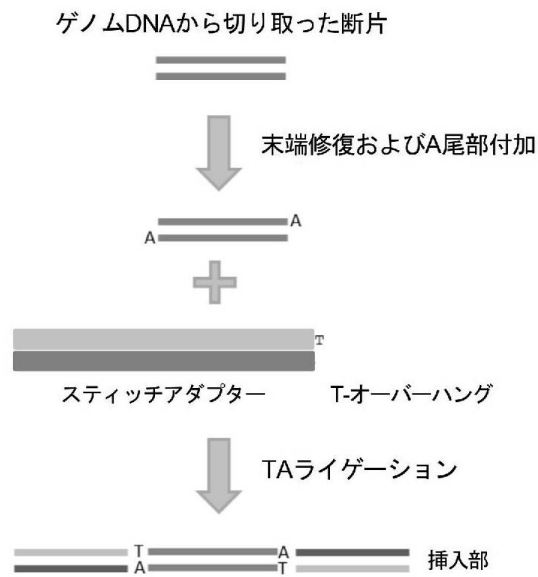 ゲノムDNAから切り取った断片
末端修復およびA尾部付加
A
A
T
スティッチアダプター T-オーバーハング
TAライゲーション
T A
A T
挿入部